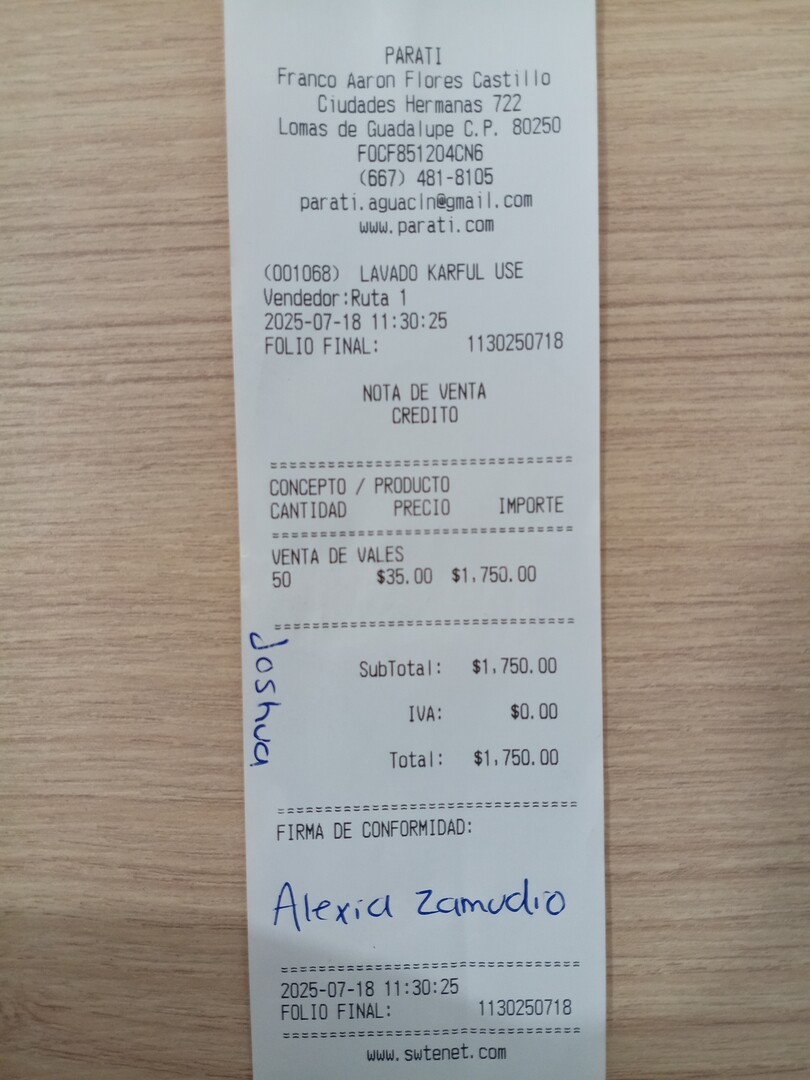 PARATI
Franco Aaron Flores Castillo
Ciudades Hermanas 722
Lomas de Guadalupe C.P. 80250
FOCF851204CN6
(667) 481-8105
parati.aguacln@gmail.com
www.parati.com
(001068) LAVADO KARFUL USE
Vendedor:Ruta 1
2025-07-18 11:30:25
FOLIO FINAL: 1130250718
NOTA DE VENTA
CREDITO
==============================
CONCEPTO / PRODUCTO
CANTIDAD PRECIO IMPORTE
==============================
VENTA DE VALES
50 $35.00 $1,750.00
==============================
SubTotal: $1,750.00
IVA: $0.00
Total: $1,750.00
Joshua
==============================
FIRMA DE CONFORMIDAD:
Alexia Zamudio
==============================
2025-07-18 11:30:25
FOLIO FINAL: 1130250718
==============================
www.swtenet.com